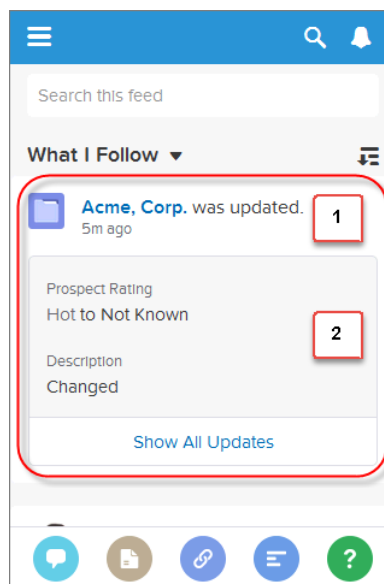 Search this feed
What I Follow
Acme, Corp. was updated.
1
5m ago
Prospect Rating
Hot to Not Known
2
Description
Changed
Show All Updates
?